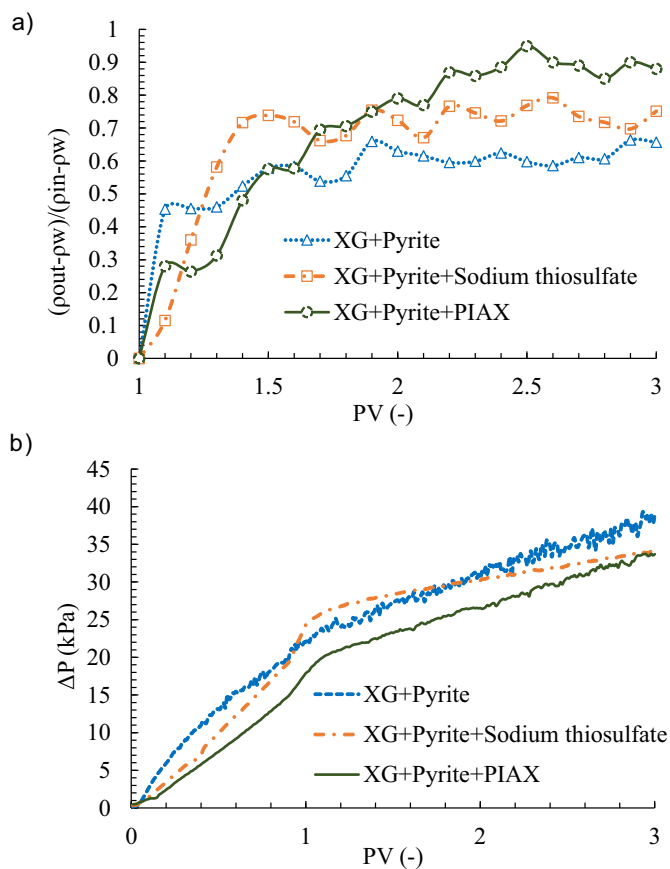 a)
(ρout-ρw)/(ρin-ρw)
1
0.9
0.8
0.7
0.6
0.5
0.4
0.3
0.2
0.1
0
XG+Pyrite
XG+Pyrite+Sodium thiosulfate
XG+Pyrite+PIAX
1 1.5 2 2.5 3
PV (-)
b)
ΔP (kPa)
45
40
35
30
25
20
15
10
5
0
XG+Pyrite
XG+Pyrite+Sodium thiosulfate
XG+Pyrite+PIAX
0 1 2 3
PV (-)